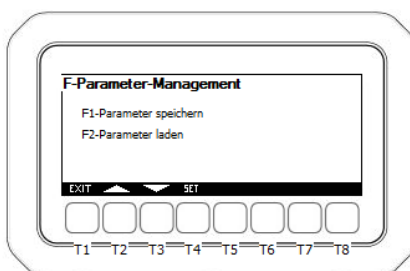 F-Parameter-Management
F1-Parameter speichern
F2-Parameter laden
EXIT SET
T1 T2 T3 T4 T5 T6 T7 T8